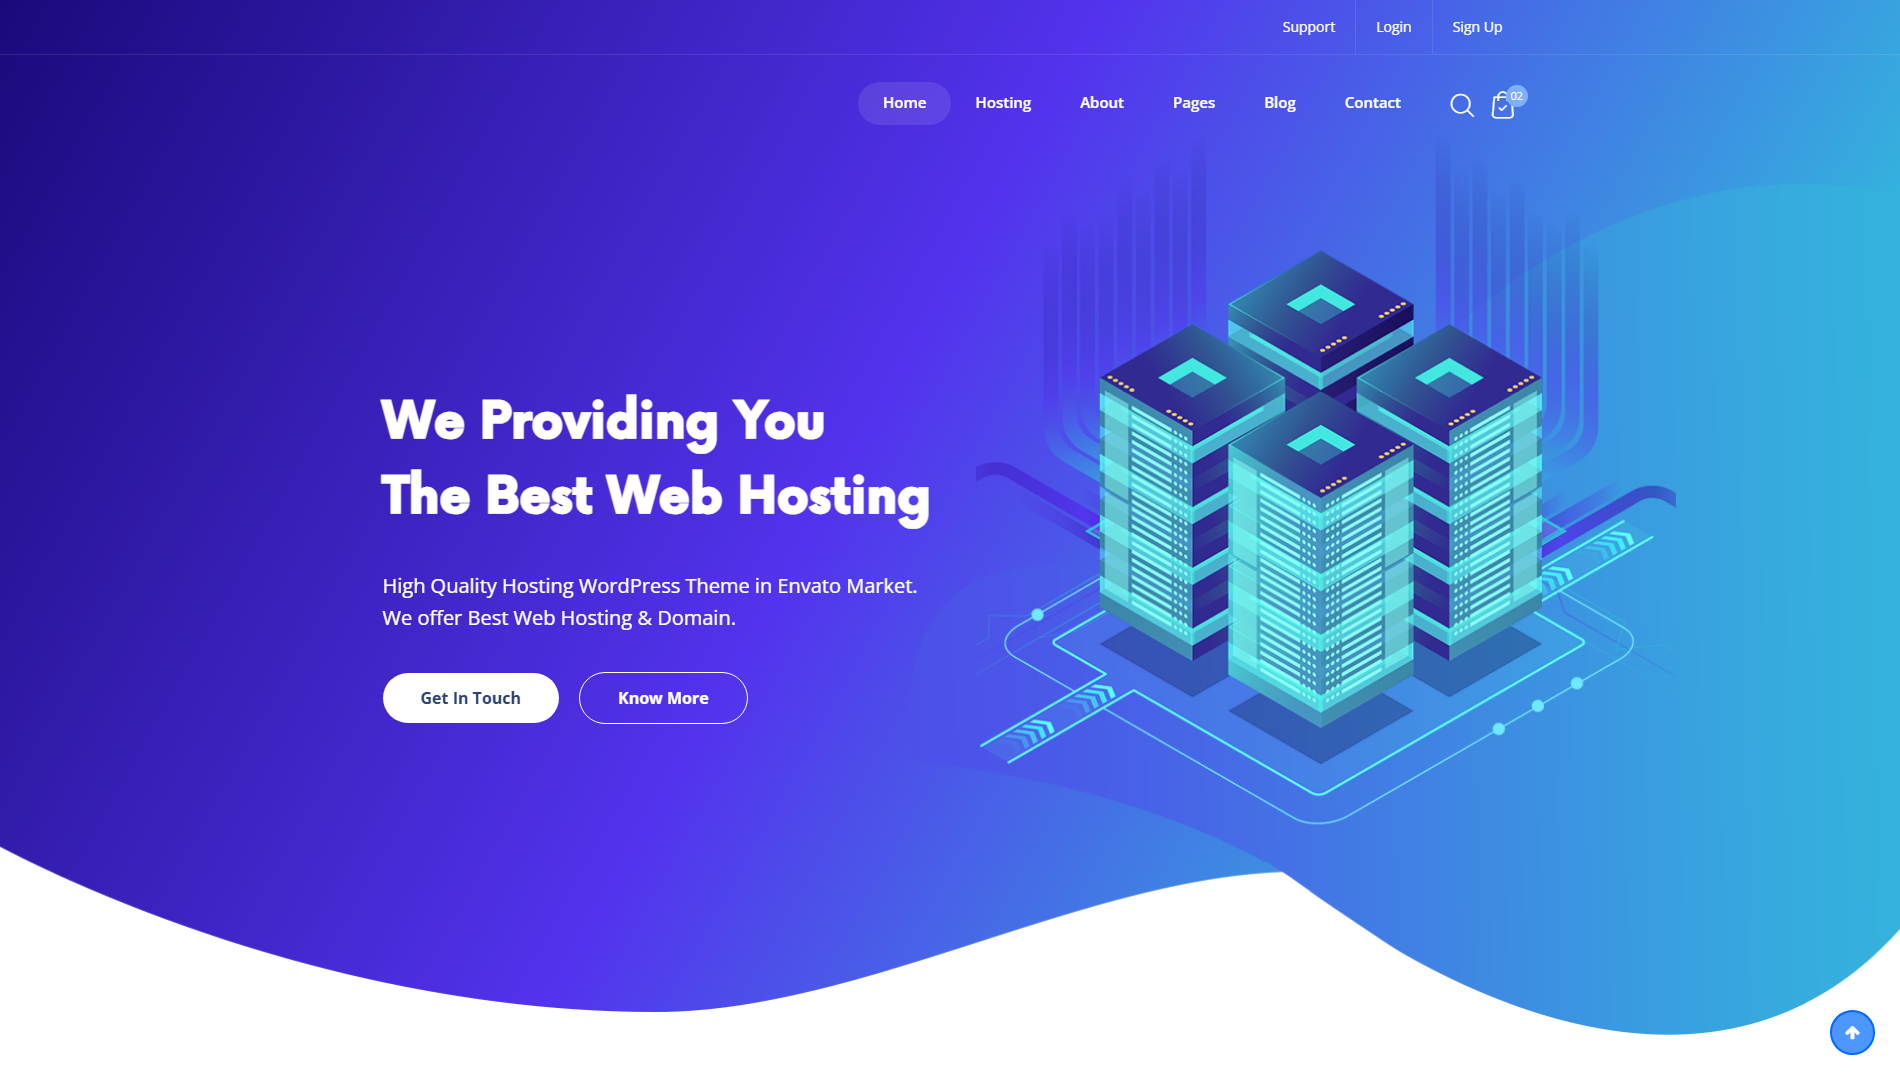 Support Login Sign Up
Home Hosting About Pages Blog Contact 02
We Providing You
The Best Web Hosting
High Quality Hosting WordPress Theme in Envato Market.
We offer Best Web Hosting & Domain.
Get In Touch Know More